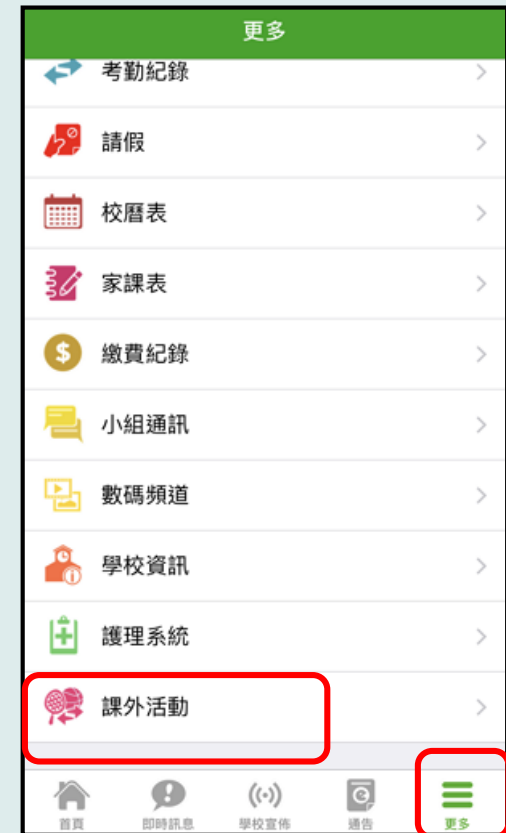 更多
考勤紀錄
請假
校曆表
家課表
繳費紀錄
小組通訊
數碼頻道
學校資訊
護理系統
課外活動
首頁 即時訊息 學校宣佈 通告 更多